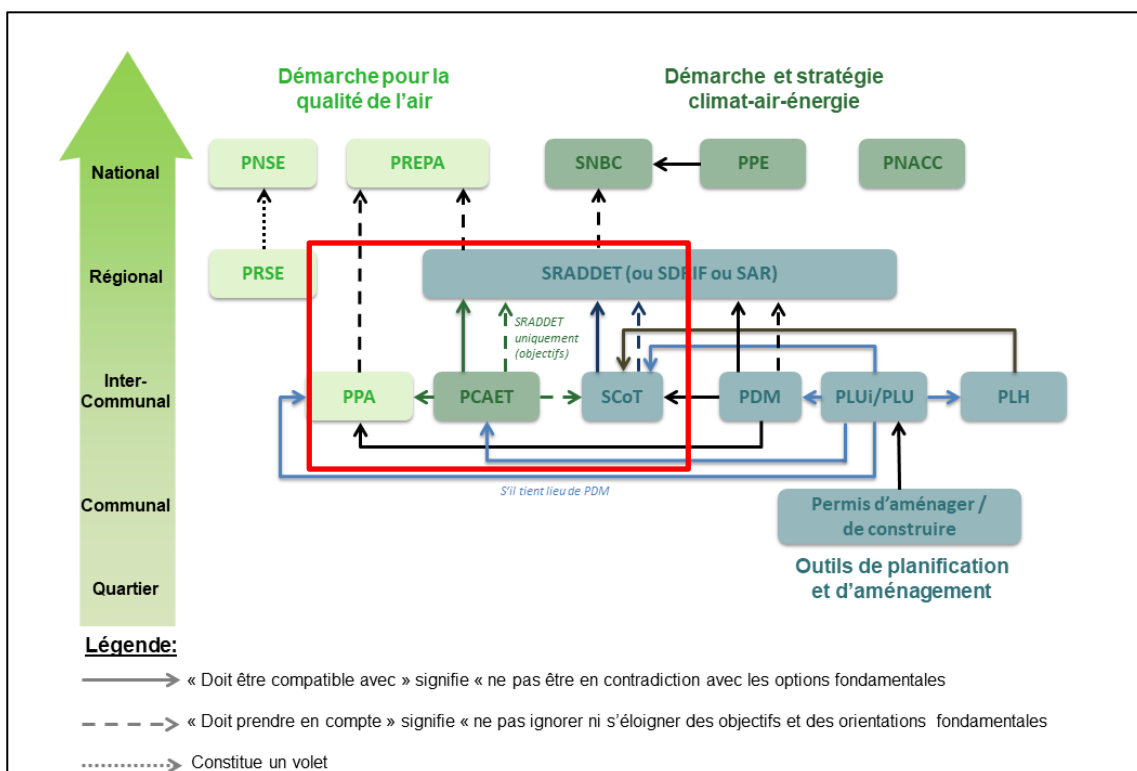 Démarche pour la
qualité de l’air
Démarche et stratégie
climat-air-énergie
National
PNSE
PREPA
SNBC
PPE
PNACC
Régional
PRSE
SRADDET (ou SDRIF ou SAR)
SRADDET
uniquement
(objectifs)
Inter-
Communal
PPA
PCAET
SCoT
PDM
PLUi/PLU
PLH
S’il tient lieu de PDM
Communal
Permis d’aménager /
de construire
Quartier
Outils de planification
et d’aménagement
Légende:
« Doit être compatible avec » signifie « ne pas être en contradiction avec les options fondamentales
« Doit prendre en compte » signifie « ne pas ignorer ni s’éloigner des objectifs et des orientations fondamentales
Constitue un volet